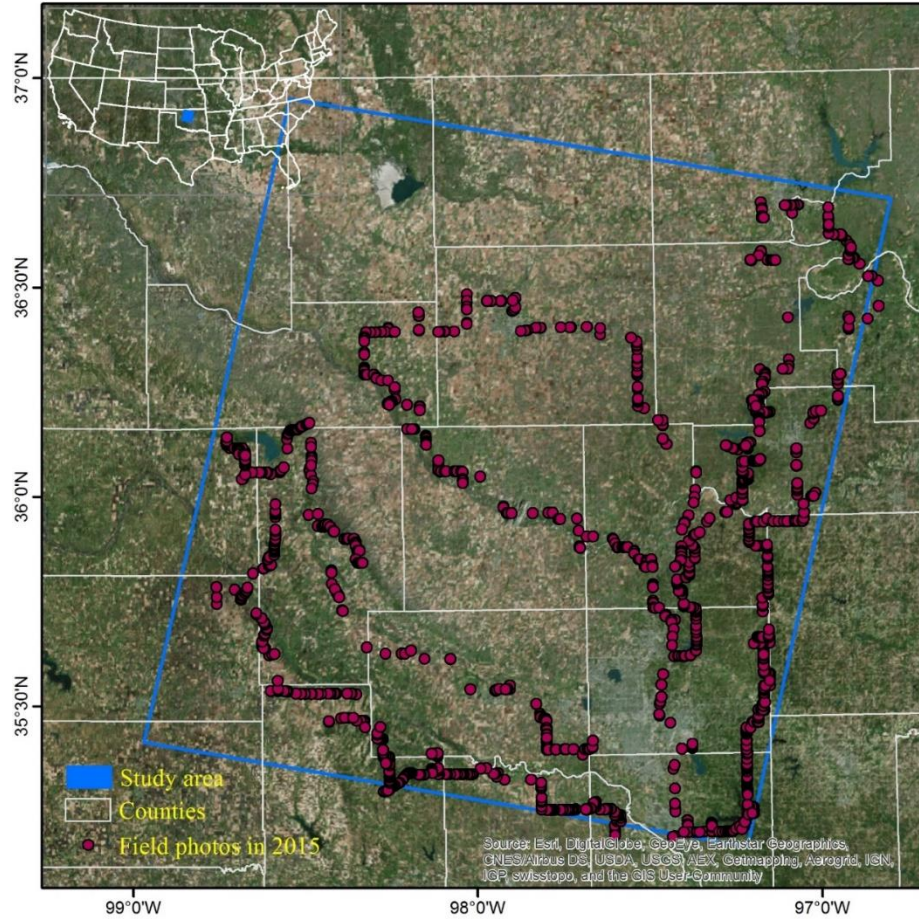 37°0'N
36°30'N
36°0'N
35°30'N
Study area
Counties
Field photos in 2015
Source: Esri, DigitalGlobe, GeoEye, Earthstar Geographics,
CNES/Airbus DS, USDA, USGS, AEX, Getmapping, Aerogrid, IGN,
IGP, swisstopo, and the GIS User Community
99°0'W
98°0'W
97°0'W